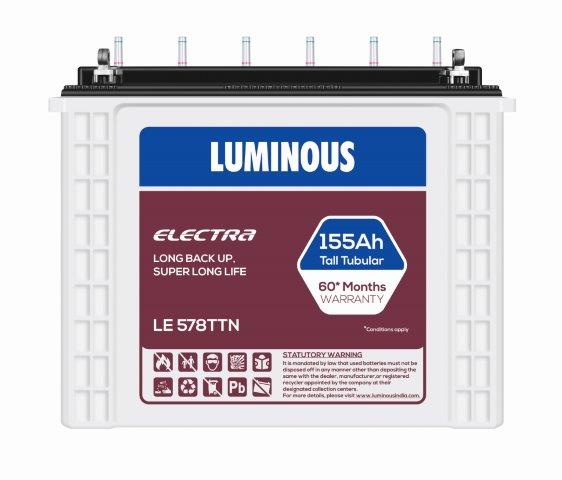 LUMINOUS
ELECTRA
LONG BACK UP,
SUPER LONG LIFE
155Ah
Tall Tubular
60* Months
WARRANTY
*Conditions apply
LE 578TTN
STATUTORY WARNING
It is mandated by law that used batteries must not be
disposed off in any manner other than depositing the
same with the dealer, manufacturer,or registered
recycler appointed by the company at their
designated collection centers.
For more details, please visit www.luminousindia.com
Pb